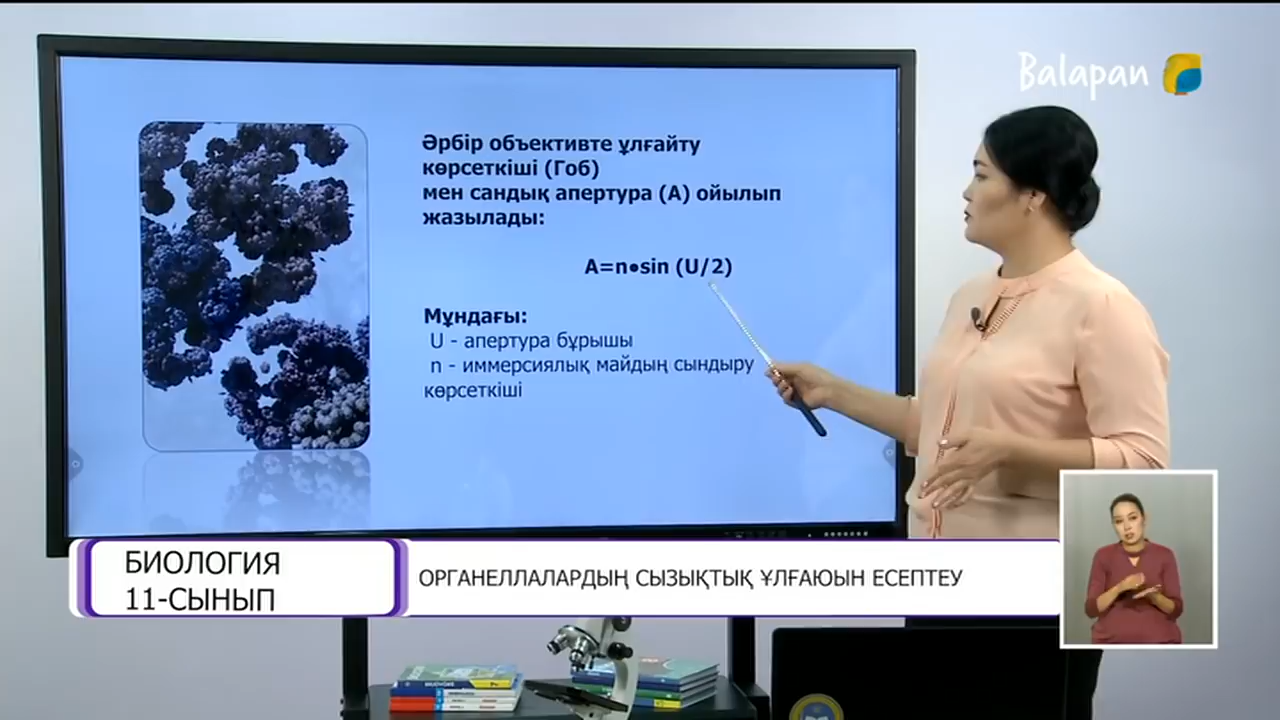 Balapan
Әрбір объективте ұлғайту
көрсеткіші (Гоб)
мен сандық апертура (А) ойылып
жазылады:
A=n•sin (U/2)
Мұндағы:
U - апертура бұрышы
n - иммерсиялық майдың сындыру
көрсеткіші
БИОЛОГИЯ
11-СЫНЫП
ОРГАНЕЛЛАЛАРДЫҢ СЫЗЫҚТЫҚ ҰЛҒАЮЫН ЕСЕПТЕУ